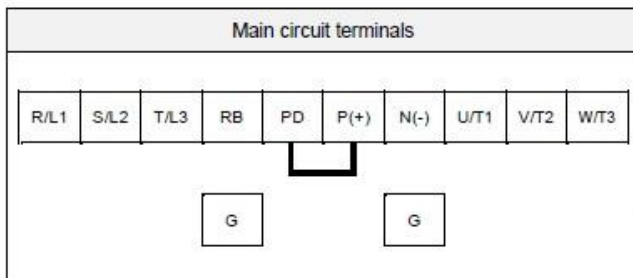 Main circuit terminals
R/L1 S/L2 T/L3 RB PD P(+) N(-) U/T1 V/T2 W/T3
G G